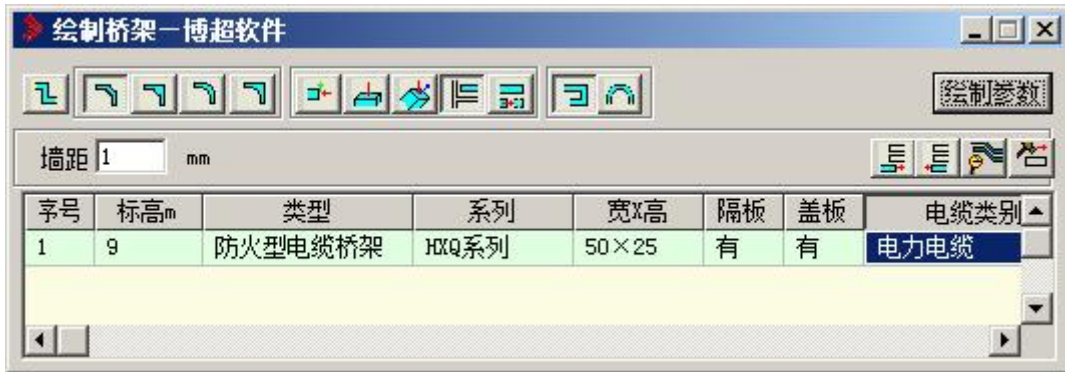 绘制桥架－博超软件
绘制参数
墙距 1 mm
序号 标高m 类型 系列 宽X高 隔板 盖板 电缆类别
1 9 防火型电缆桥架 HXQ系列 50×25 有 有 电力电缆